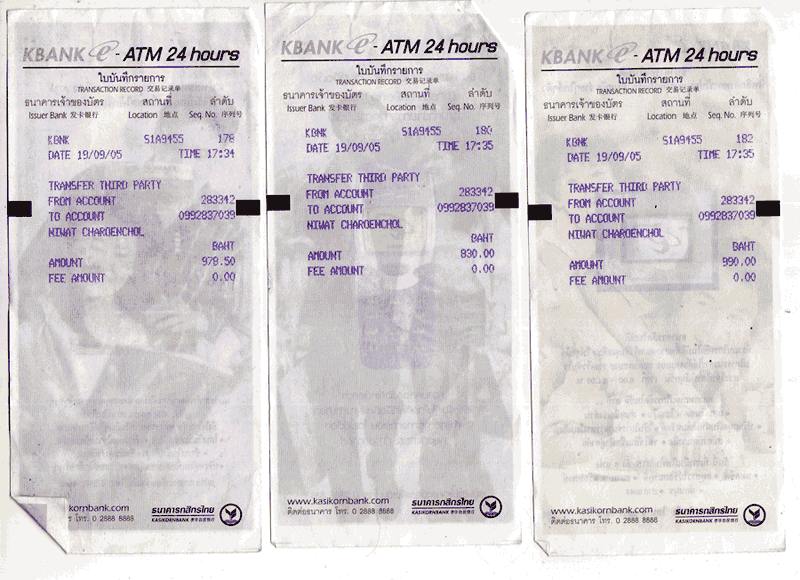 KBANK e - ATM 24 hours
ใบบันทึกรายการ
TRANSACTION RECORD 交易记录单
ธนาคารเจ้าของบัตร สถานที่ ลำดับ
Issuer Bank 发卡银行 Location 地点 Seq. No. 序列号
KBNK S1A9455 178
DATE 19/09/05 TIME 17:34
TRANSFER THIRD PARTY
FROM ACCOUNT 283342
TO ACCOUNT 0992837039
NIWAT CHAROENCHOL
BAHT
AMOUNT 978.50
FEE AMOUNT 0.00
kornbank.com ธนาคารกสิกรไทย
ร โทร. 0 2888 8888 KASIKORNBANK
KBANK e - ATM 24 hours
ใบบันทึกรายการ
TRANSACTION RECORD 交易记录单
ธนาคารเจ้าของบัตร สถานที่ ลำดับ
Issuer Bank 发卡银行 Location 地点 Seq. No. 序列号
KBNK S1A9455 180
DATE 19/09/05 TIME 17:35
TRANSFER THIRD PARTY
FROM ACCOUNT 283342
TO ACCOUNT 0992837039
NIWAT CHAROENCHOL
BAHT
AMOUNT 830.00
FEE AMOUNT 0.00
www.kasikornbank.com ธนาคารกสิกรไทย
ติดต่อธนาคาร โทร. 0 2888 8888 KASIKORNBANK
KBANK e - ATM 24 hours
ใบบันทึกรายการ
TRANSACTION RECORD 交易记录单
ธนาคารเจ้าของบัตร สถานที่ ลำดับ
Issuer Bank 发卡银行 Location 地点 Seq. No. 序列号
KBNK S1A9455 182
DATE 19/09/05 TIME 17:35
TRANSFER THIRD PARTY
FROM ACCOUNT 283342
TO ACCOUNT 0992837039
NIWAT CHAROENCHOL
BAHT
AMOUNT 990.00
FEE AMOUNT 0.00
www.kasikornbank.com ธนาคารกสิกรไทย
ติดต่อธนาคาร โทร. 0 2888 8888 KASIKORNBANK